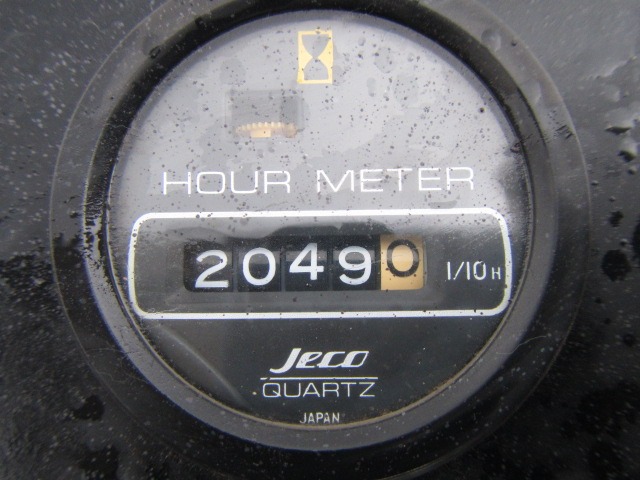 HOUR METER
20490 1/10H
Jeco
QUARTZ
JAPAN